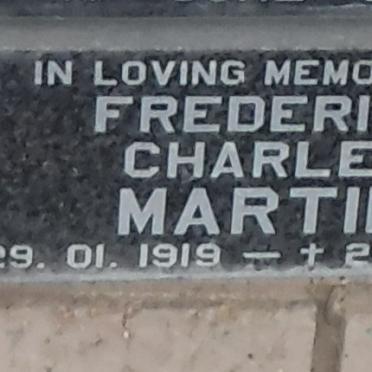 IN LOVING MEMO
FREDERI
CHARLE
MARTI
29. 01. 1919 — † 2